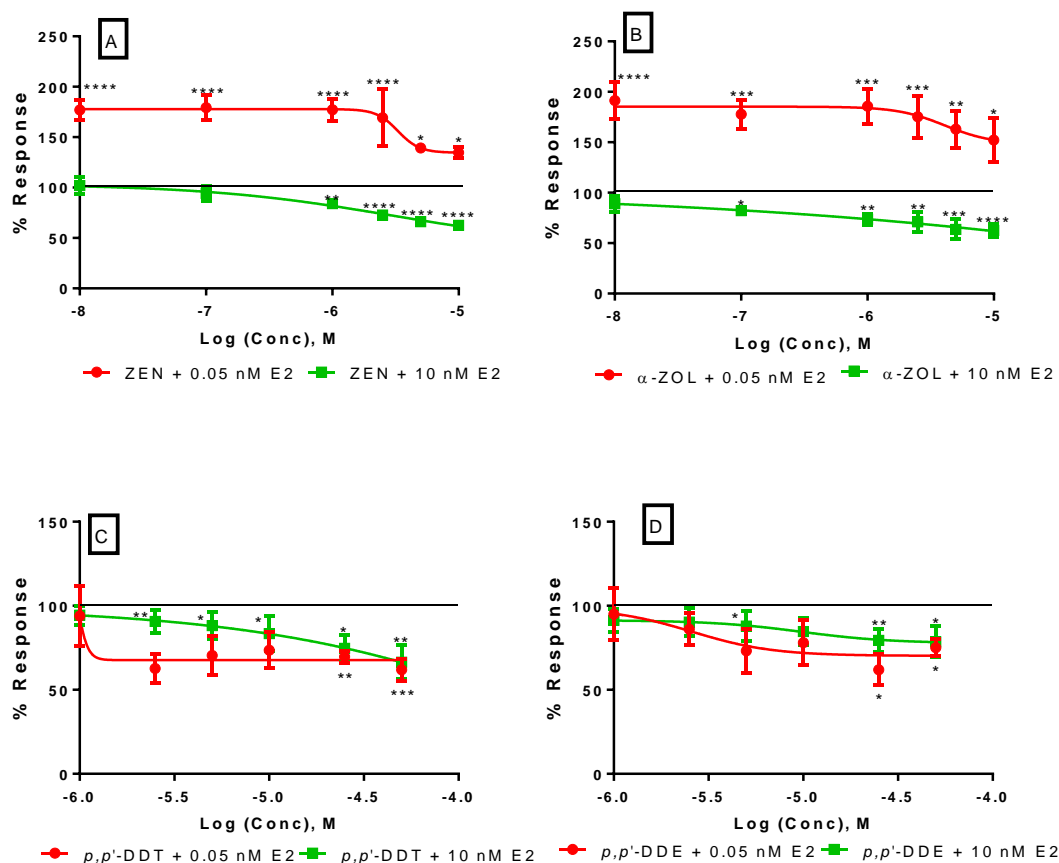 A
250
200
150
100
50
0
% Response
****
****
****
****
*
*
**
****
****
****
-8 -7 -6 -5
Log (Conc), M
ZEN + 0.05 nM E2 ZEN + 10 nM E2
B
250
200
150
100
50
0
% Response
****
***
***
***
**
*
*
**
**
***
****
-8 -7 -6 -5
Log (Conc), M
α-ZOL + 0.05 nM E2 α-ZOL + 10 nM E2
C
150
100
50
0
% Response
**
*
*
*
**
**
***
-6.0 -5.5 -5.0 -4.5 -4.0
Log (Conc), M
p,p'-DDT + 0.05 nM E2 p,p'-DDT + 10 nM E2
D
150
100
50
0
% Response
*
**
*
*
*
-6.0 -5.5 -5.0 -4.5 -4.0
Log (Conc), M
p,p'-DDE + 0.05 nM E2 p,p'-DDE + 10 nM E2